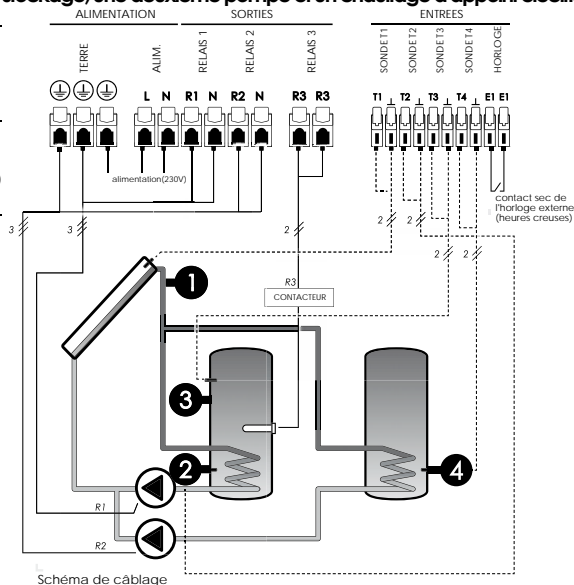 ockage, une deuxième pompe et un chauffage d'appoint élect
ALIMENTATION SORTIES ENTREES
TERRE
ALIM.
RELAIS 1
RELAIS 2
RELAIS 3
SONDE T1
SONDE T2
SONDE T3
SONDE T4
HORLOGE
L N R1 N R2 N R3 R3 T1 T2 T3 T4 E1 E1
alimentation(230V)
contact sec de
l'horloge externe
(heures creuses)
3 3 2 2 2 2 2
R3
CONTACTEUR
1
3
2
4
R1
R2
Schéma de câblage